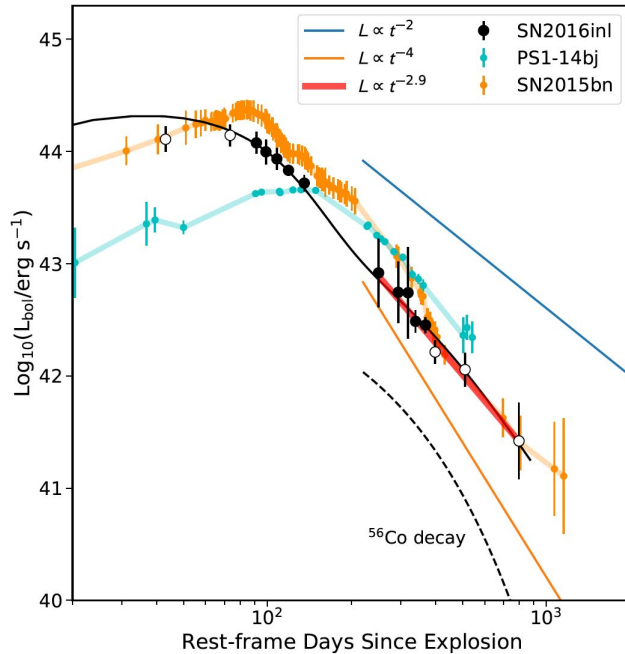 L ∝ t⁻²
L ∝ t⁻⁴
L ∝ t⁻²·⁹
SN2016inl
PS1-14bj
SN2015bn
45
44
43
42
41
40
Log₁₀(L_bol/erg s⁻¹)
⁵⁶Co decay
10²
10³
Rest-frame Days Since Explosion